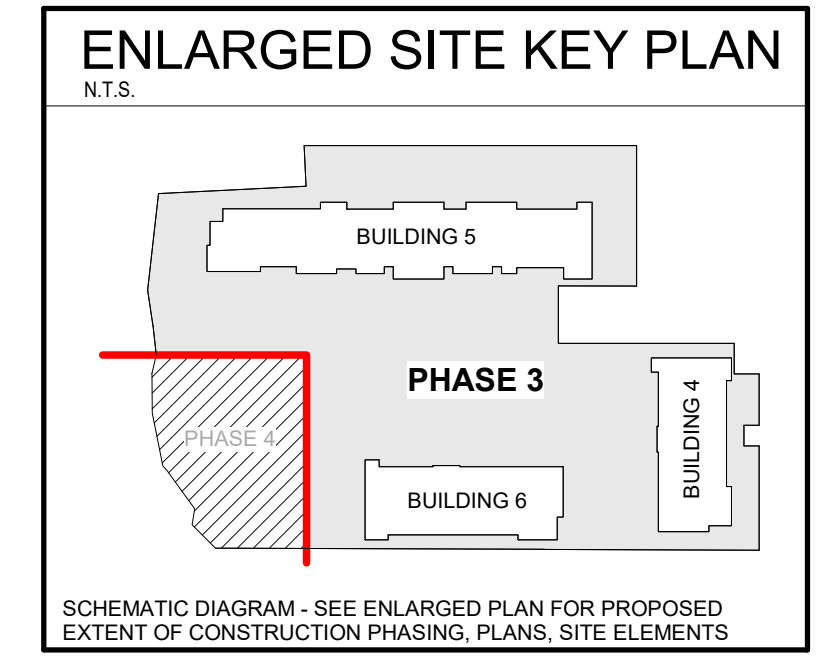 ENLARGED SITE KEY PLAN
N.T.S.
BUILDING 5
PHASE 3
BUILDING 4
PHASE 4
BUILDING 6
SCHEMATIC DIAGRAM - SEE ENLARGED PLAN FOR PROPOSED
EXTENT OF CONSTRUCTION PHASING, PLANS, SITE ELEMENTS